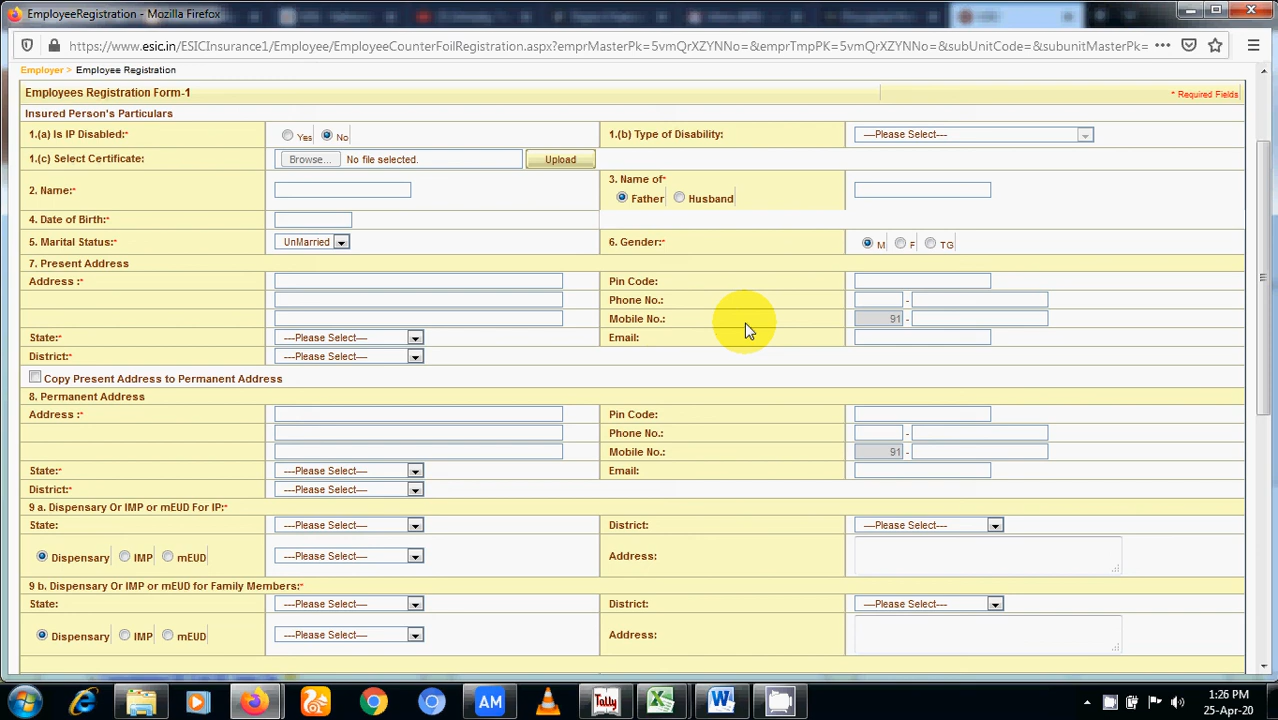 EmployeeRegistration - Mozilla Firefox
https://www.esic.in/ESICInsurance1/Employee/EmployeeCounterFoilRegistration.aspx?emprMasterPk=5vmQrXZYNNo=&emprTmpPK=5vmQrXZYNNo=&subUnitCode=&subunitMasterPk=
Employer > Employee Registration
Employees Registration Form-1
* Required Fields
Insured Person's Particulars
1.(a) Is IP Disabled:* Yes No 1.(b) Type of Disability: ---Please Select---
1.(c) Select Certificate: Browse... No file selected. Upload
2. Name:* 3. Name of*
Father Husband
4. Date of Birth:*
5. Marital Status:* UnMarried 6. Gender:* M F TG
7. Present Address
Address :* Pin Code:
Phone No.: -
Mobile No.: 91 -
State:* ---Please Select--- Email:
District:* ---Please Select---
Copy Present Address to Permanent Address
8. Permanent Address
Address :* Pin Code:
Phone No.: -
Mobile No.: 91 -
State:* ---Please Select--- Email:
District:* ---Please Select---
9 a. Dispensary Or IMP or mEUD For IP:*
State: ---Please Select--- District: ---Please Select---
Dispensary IMP mEUD ---Please Select--- Address:
9 b. Dispensary Or IMP or mEUD for Family Members:*
State: ---Please Select--- District: ---Please Select---
Dispensary IMP mEUD ---Please Select--- Address:
AM
Tally
1:26 PM
25-Apr-20